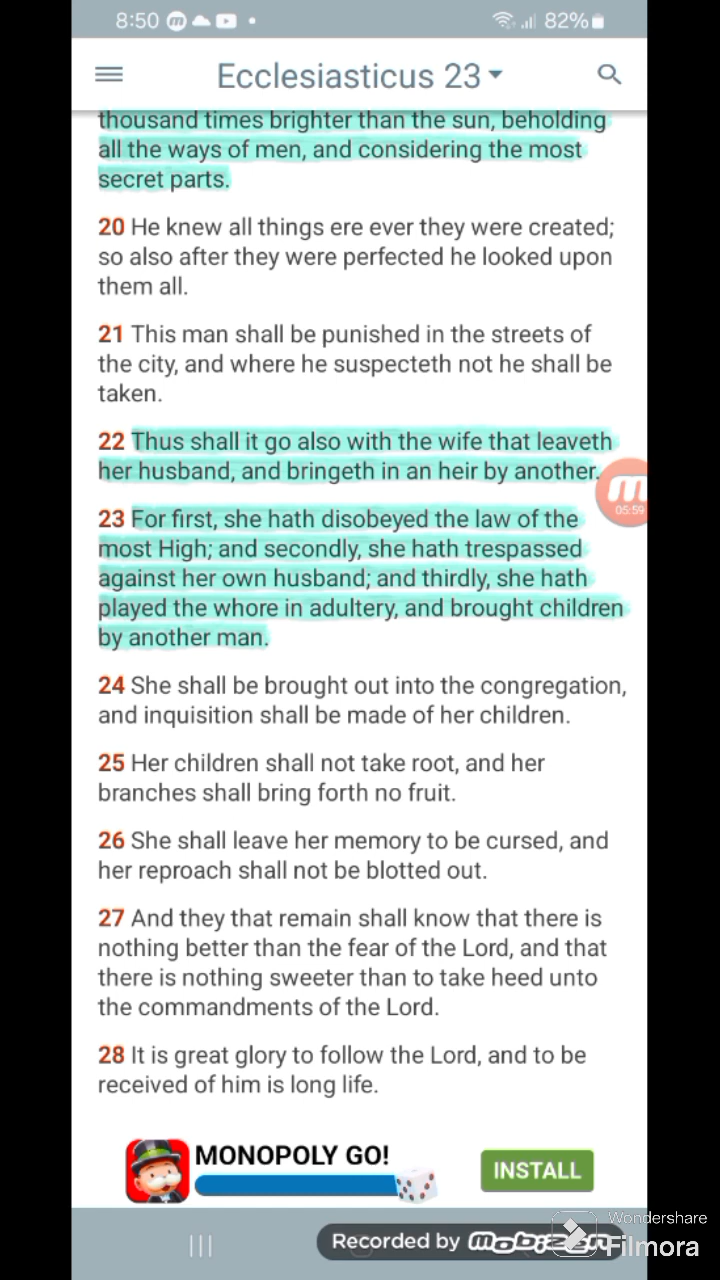 8:50 82%
Ecclesiasticus 23
thousand times brighter than the sun, beholding
all the ways of men, and considering the most
secret parts.
20 He knew all things ere ever they were created;
so also after they were perfected he looked upon
them all.
21 This man shall be punished in the streets of
the city, and where he suspecteth not he shall be
taken.
22 Thus shall it go also with the wife that leaveth
her husband, and bringeth in an heir by another.
05:59
23 For first, she hath disobeyed the law of the
most High; and secondly, she hath trespassed
against her own husband; and thirdly, she hath
played the whore in adultery, and brought children
by another man.
24 She shall be brought out into the congregation,
and inquisition shall be made of her children.
25 Her children shall not take root, and her
branches shall bring forth no fruit.
26 She shall leave her memory to be cursed, and
her reproach shall not be blotted out.
27 And they that remain shall know that there is
nothing better than the fear of the Lord, and that
there is nothing sweeter than to take heed unto
the commandments of the Lord.
28 It is great glory to follow the Lord, and to be
received of him is long life.
MONOPOLY GO!
INSTALL
Wondershare
Recorded by mobizen
Filmora